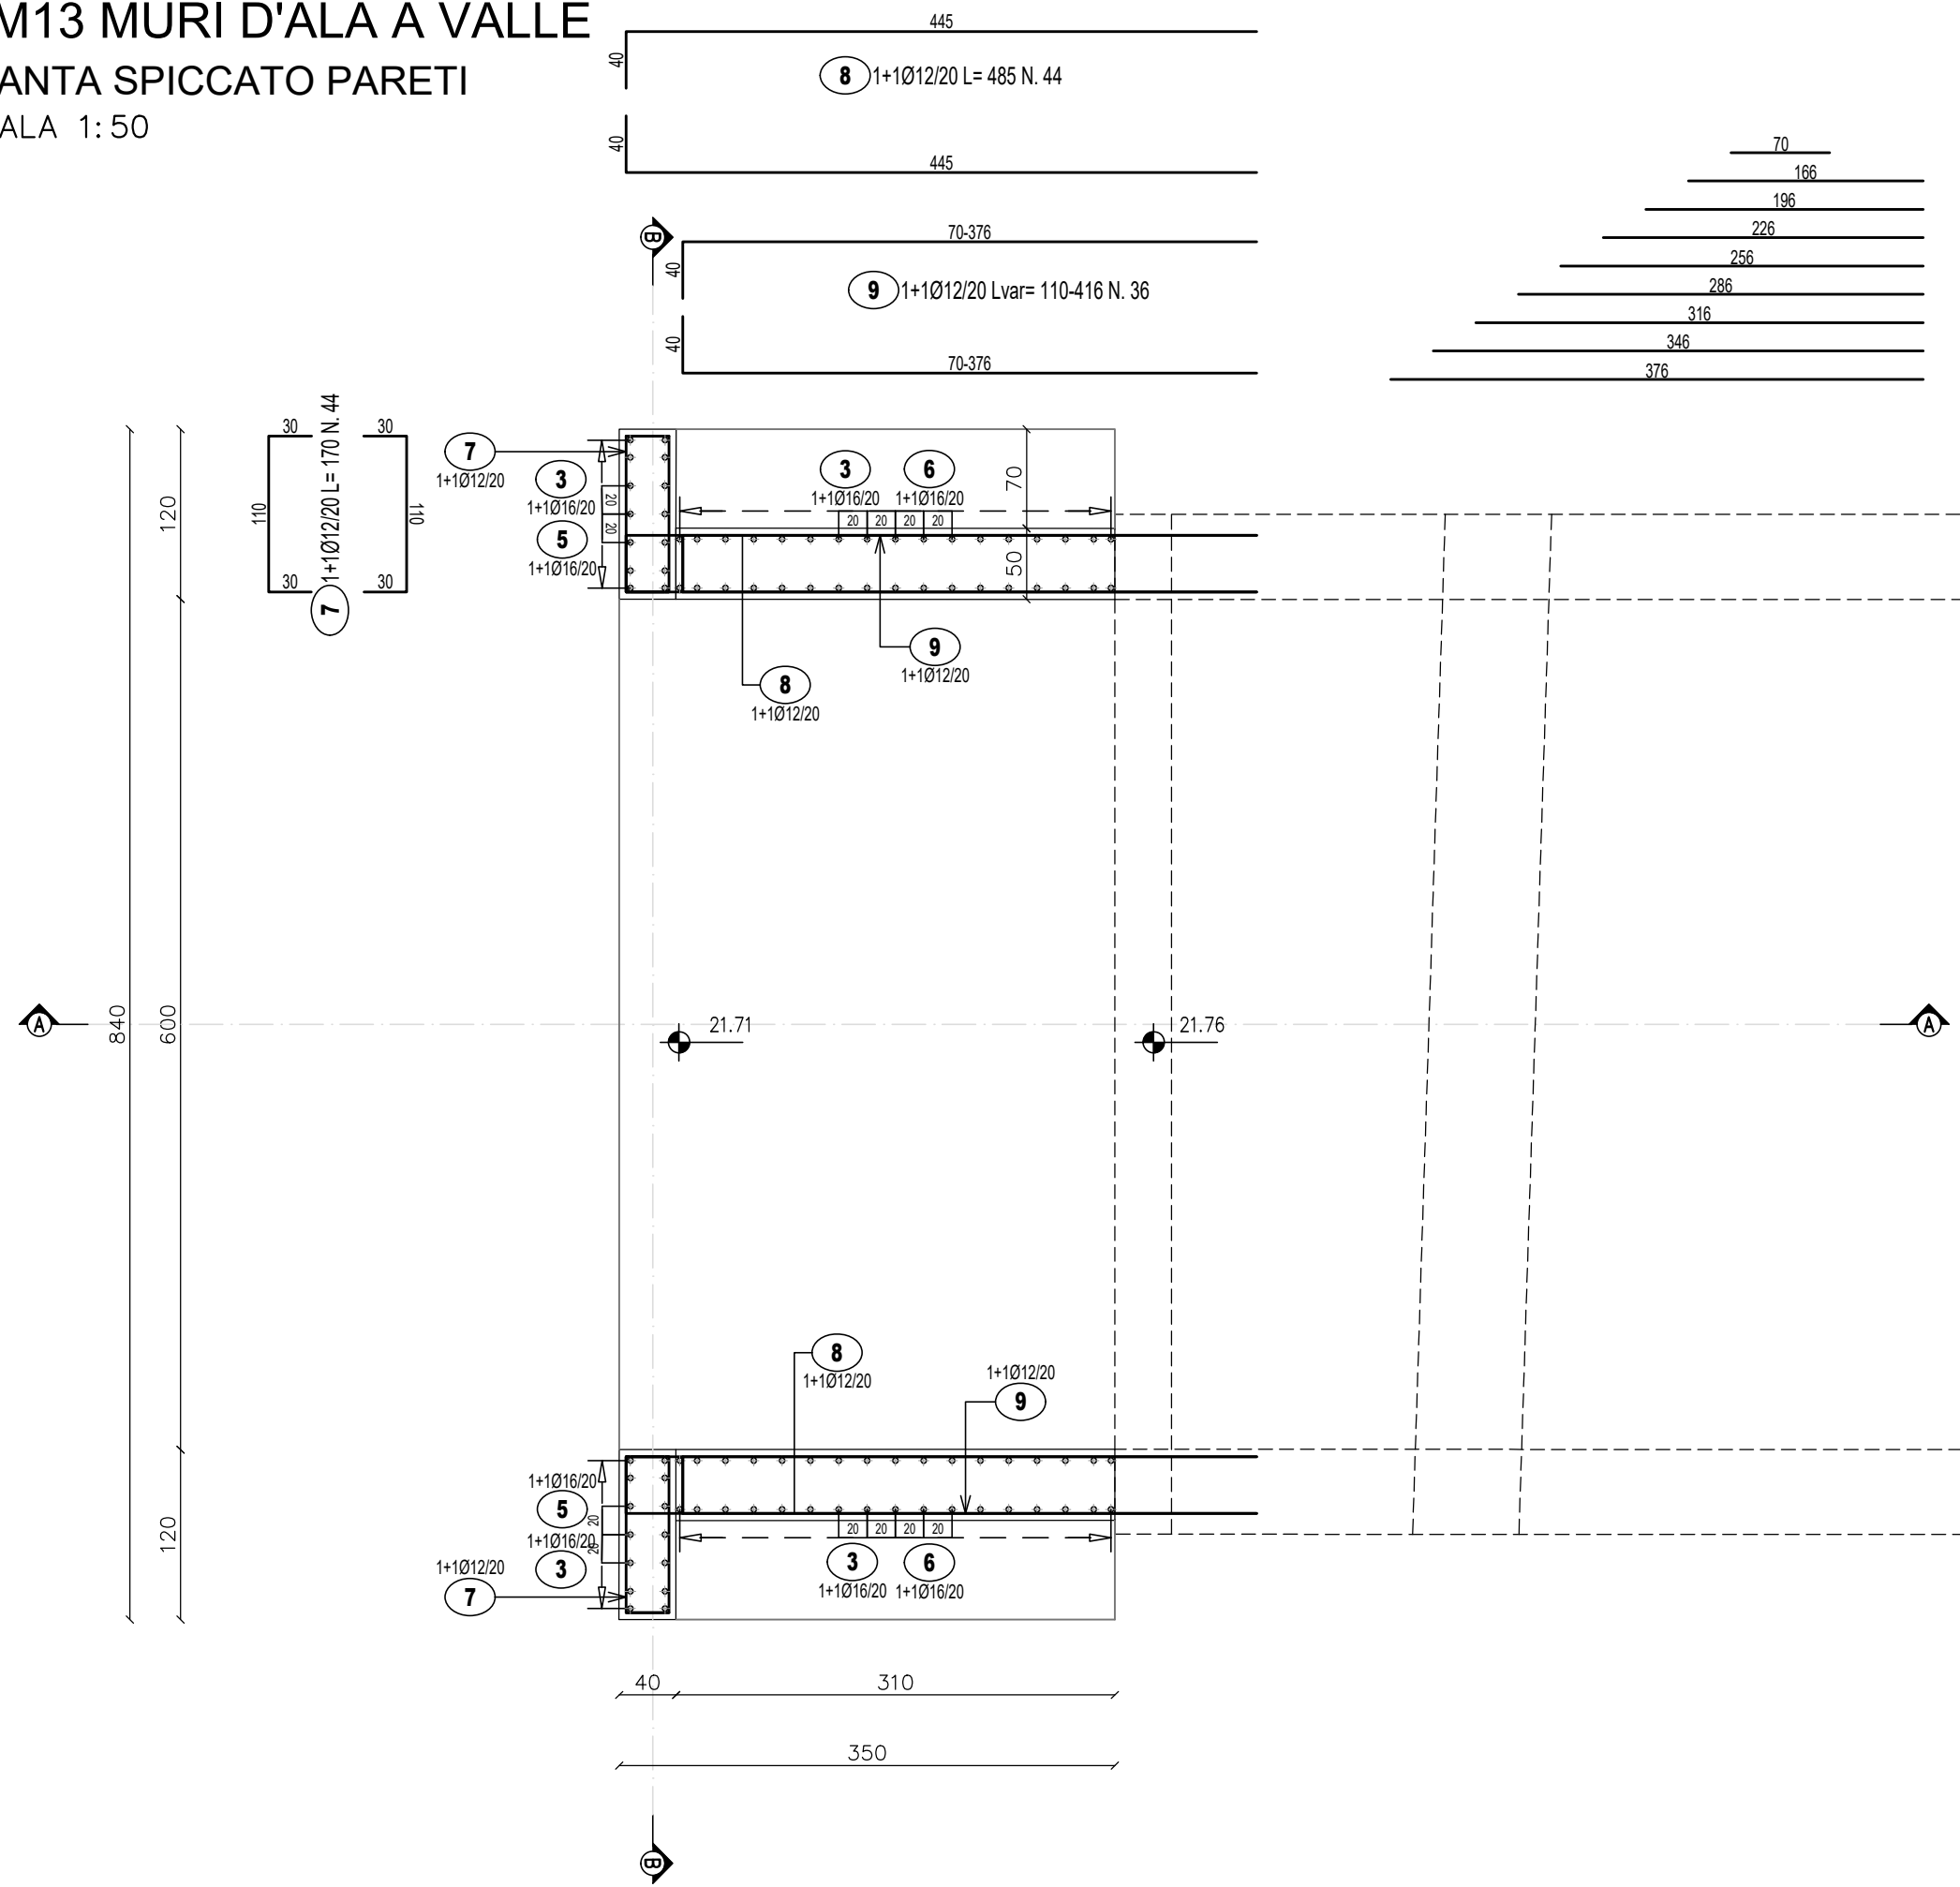 M13 MURI D'ALA A VALLE
ANTA SPICCATO PARETI
ALA 1:50
445
40
8 1+1Ø12/20 L= 485 N. 44
40
445
70
166
196
226
256
286
316
346
376
B
70-376
40
9 1+1Ø12/20 Lvar= 110-416 N. 36
40
70-376
30
30
110
7 1+1Ø12/20 L= 170 N. 44
110
30
30
120
7
1+1Ø12/20
3
1+1Ø16/20
20
20
5
1+1Ø16/20
3
1+1Ø16/20
6
1+1Ø16/20
20 20 20 20
70
50
9
1+1Ø12/20
8
1+1Ø12/20
A
840
600
21.71
21.76
A
8
1+1Ø12/20
1+1Ø12/20
9
1+1Ø16/20
5
20
1+1Ø16/20
20
3
1+1Ø12/20
7
120
20 20 20 20
3
1+1Ø16/20
6
1+1Ø16/20
40
310
350
B